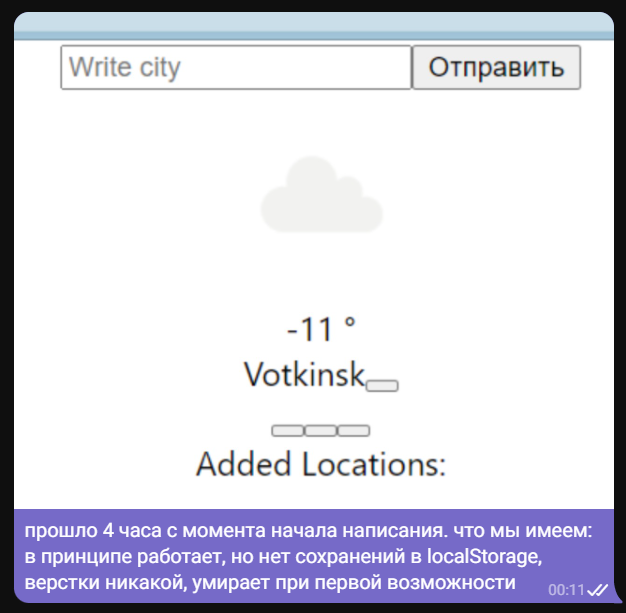 Write city
Отправить
-11 °
Votkinsk
Added Locations:
прошло 4 часа с момента начала написания. что мы имеем:
в принципе работает, но нет сохранений в localStorage,
верстки никакой, умирает при первой возможности
00:11